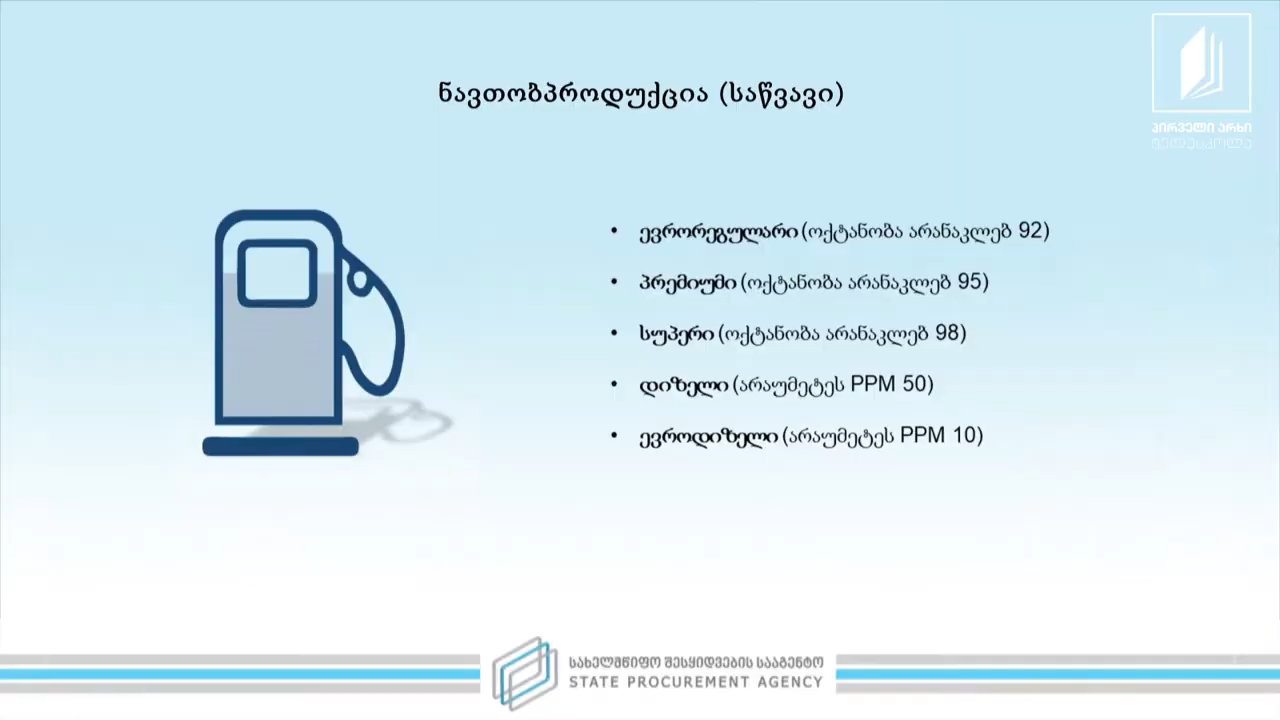 ნავთობპროდუქცია (საწვავი)
პირველი არხი
ტელესკოლა
• ევრორეგულარი (ოქტანობა არანაკლებ 92)
• პრემიუმი (ოქტანობა არანაკლებ 95)
• სუპერი (ოქტანობა არანაკლებ 98)
• დიზელი (არაუმეტეს PPM 50)
• ევროდიზელი (არაუმეტეს PPM 10)
სახელმწიფო შესყიდვების სააგენტო
STATE PROCUREMENT AGENCY